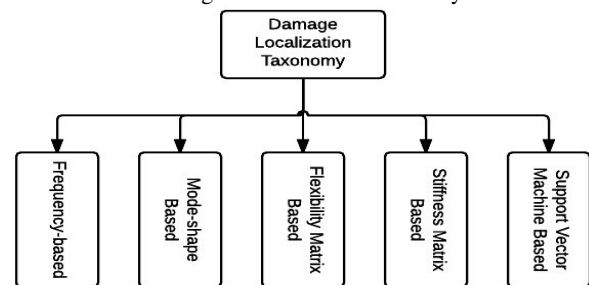 Damage
Localization
Taxonomy
Frequency-based
Mode-shape
Based
Flexibility Matrix
Based
Stiffness Matrix
Based
Support Vector
Machine Based